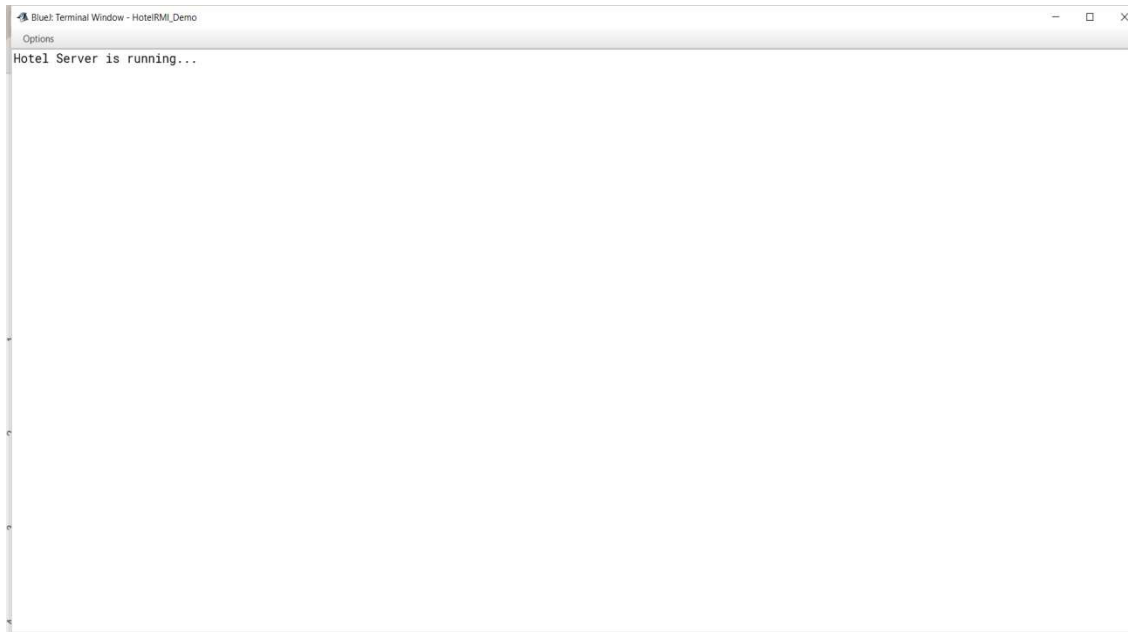 BlueJ: Terminal Window - HotelRMI_Demo
Options
Hotel Server is running...